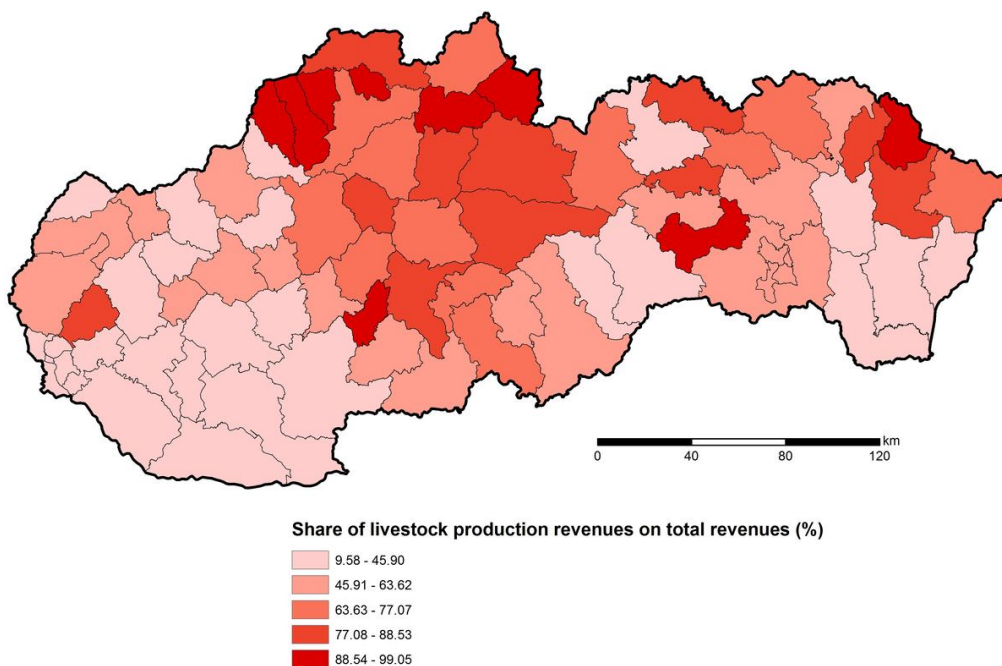 km
0 40 80 120
Share of livestock production revenues on total revenues (%)
9.58 - 45.90
45.91 - 63.62
63.63 - 77.07
77.08 - 88.53
88.54 - 99.05